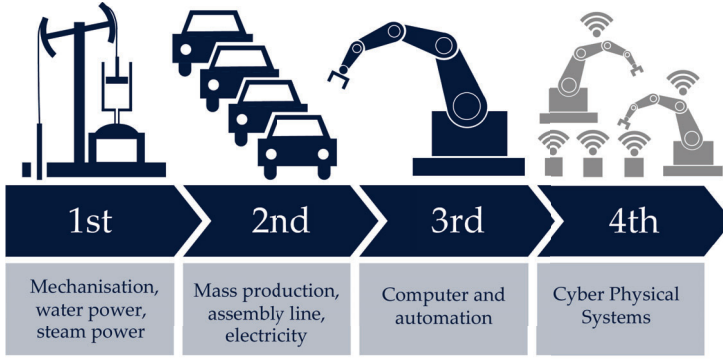 1st
2nd
3rd
4th
Mechanisation,
water power,
steam power
Mass production,
assembly line,
electricity
Computer and
automation
Cyber Physical
Systems